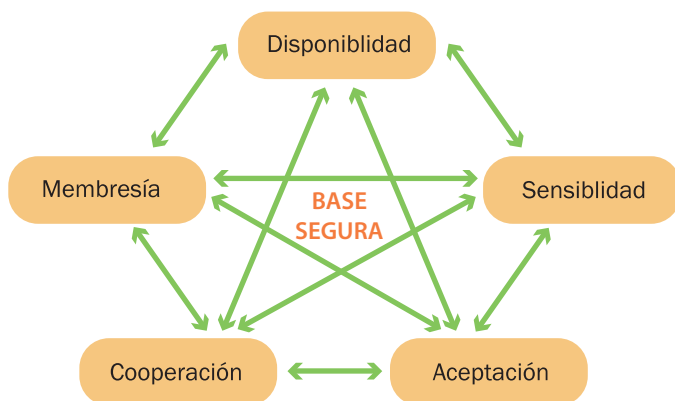 Disponiblidad
Membresía
Sensiblidad
BASE
SEGURA
Cooperación
Aceptación